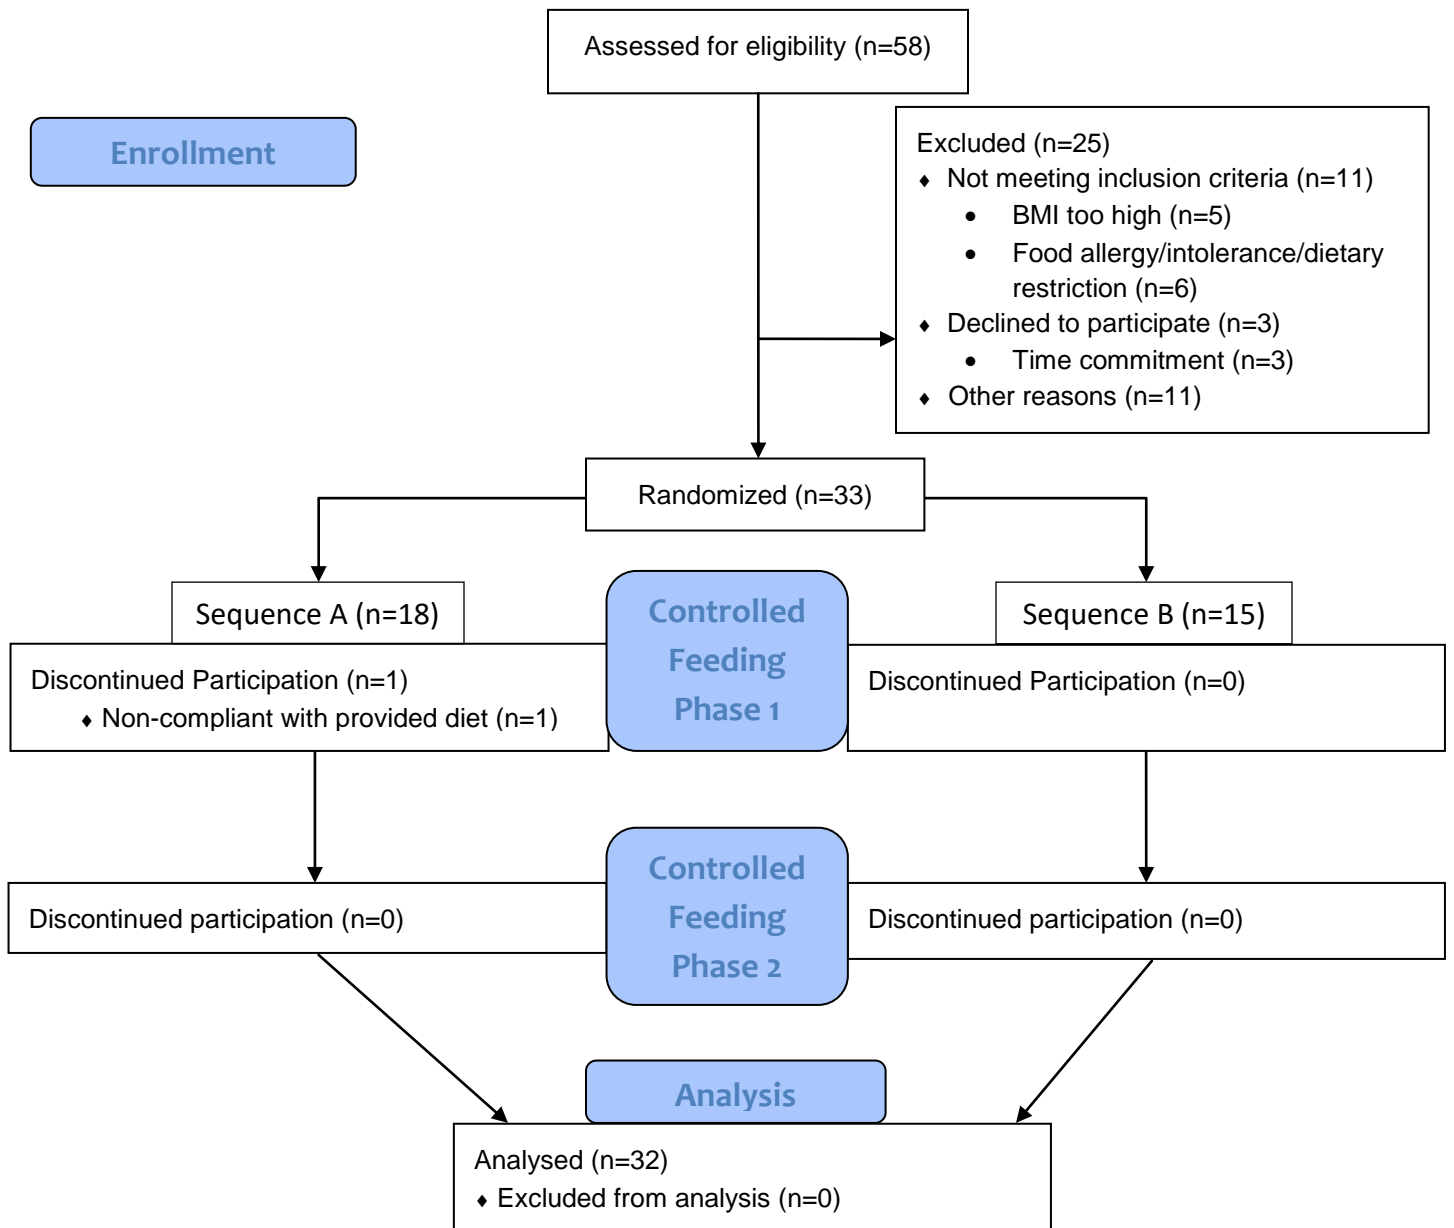 Assessed for eligibility (n=58)
Enrollment
Excluded (n=25)
⬧ Not meeting inclusion criteria (n=11)
• BMI too high (n=5)
• Food allergy/intolerance/dietary
restriction (n=6)
⬧ Declined to participate (n=3)
• Time commitment (n=3)
⬧ Other reasons (n=11)
Randomized (n=33)
Sequence A (n=18)
Controlled
Feeding
Phase 1
Sequence B (n=15)
Discontinued Participation (n=1)
⬧ Non-compliant with provided diet (n=1)
Discontinued Participation (n=0)
Controlled
Feeding
Phase 2
Discontinued participation (n=0)
Discontinued participation (n=0)
Analysis
Analysed (n=32)
⬧ Excluded from analysis (n=0)